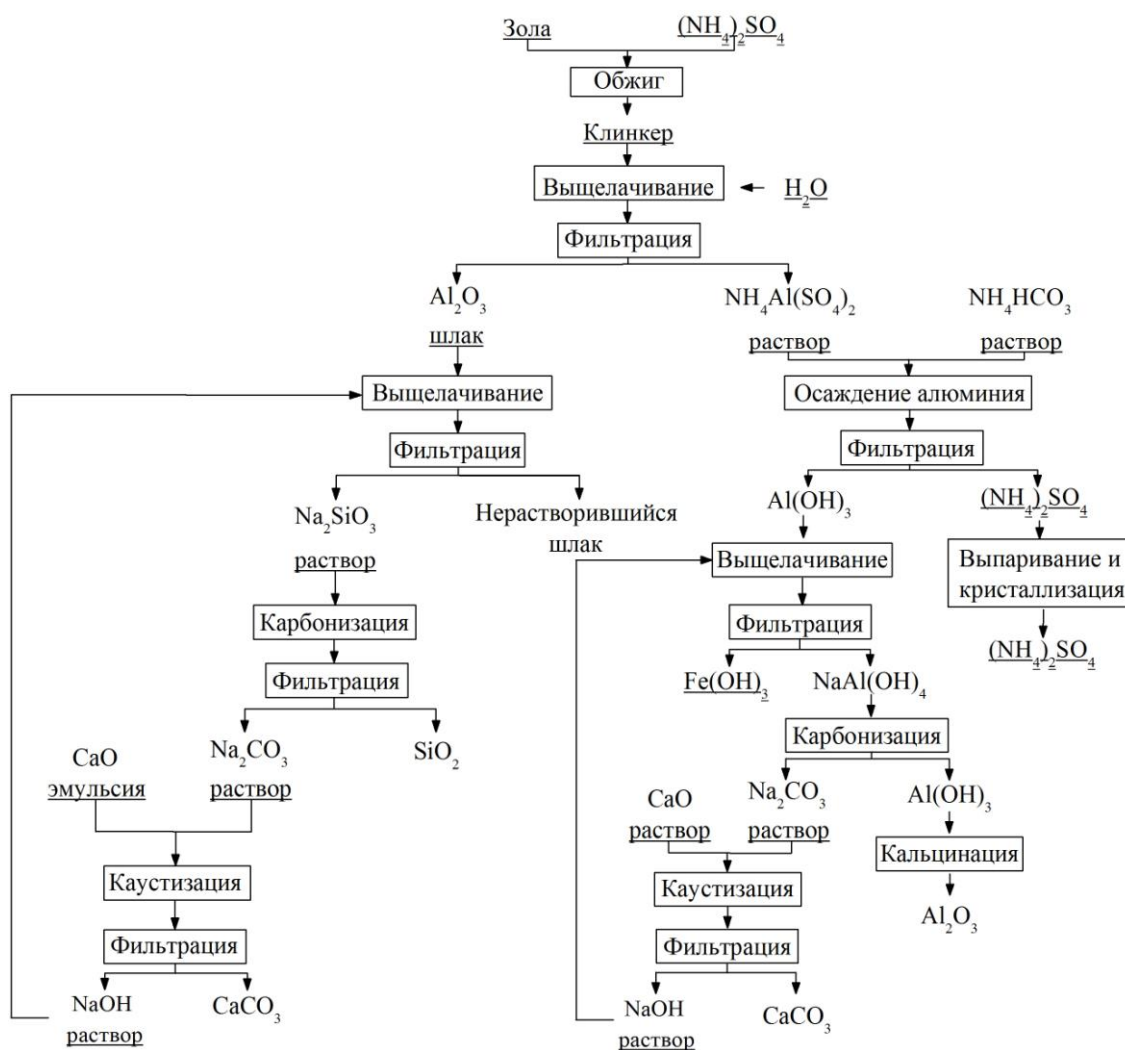 Зола
(NH₄)₂SO₄
Обжиг
Клинкер
Выщелачивание
H₂O
Фильтрация
Al₂O₃
шлак
NH₄Al(SO₄)₂
раствор
NH₄HCO₃
раствор
Выщелачивание
Осаждение алюминия
Фильтрация
Фильтрация
Na₂SiO₃
раствор
Нерастворившийся
шлак
Al(OH)₃
(NH₄)₂SO₄
Выщелачивание
Выпаривание и
кристаллизация
Карбонизация
Фильтрация
(NH₄)₂SO₄
Фильтрация
Fe(OH)₃
NaAl(OH)₄
Na₂CO₃
раствор
SiO₂
Карбонизация
CaO
эмульсия
Na₂CO₃
раствор
Al(OH)₃
CaO
раствор
Каустизация
Кальцинация
Каустизация
Al₂O₃
Фильтрация
Фильтрация
NaOH
раствор
CaCO₃
NaOH
раствор
CaCO₃